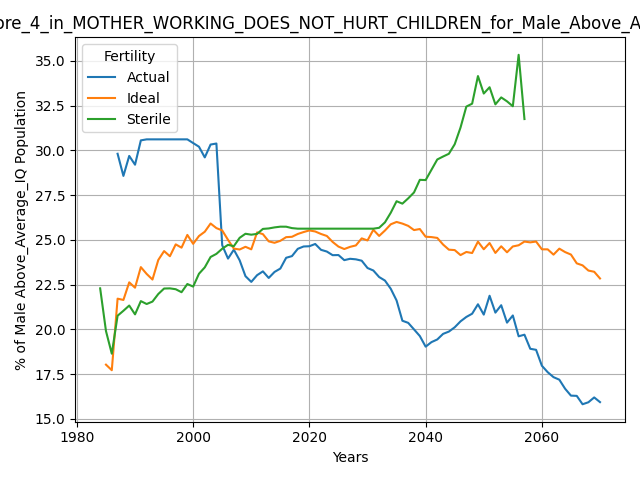 ore_4_in_MOTHER_WORKING_DOES_NOT_HURT_CHILDREN_for_Male_Above_A
Fertility
Actual
Ideal
Sterile
% of Male Above_Average_IQ Population
35.0
32.5
30.0
27.5
25.0
22.5
20.0
17.5
15.0
1980
2000
2020
2040
2060
Years